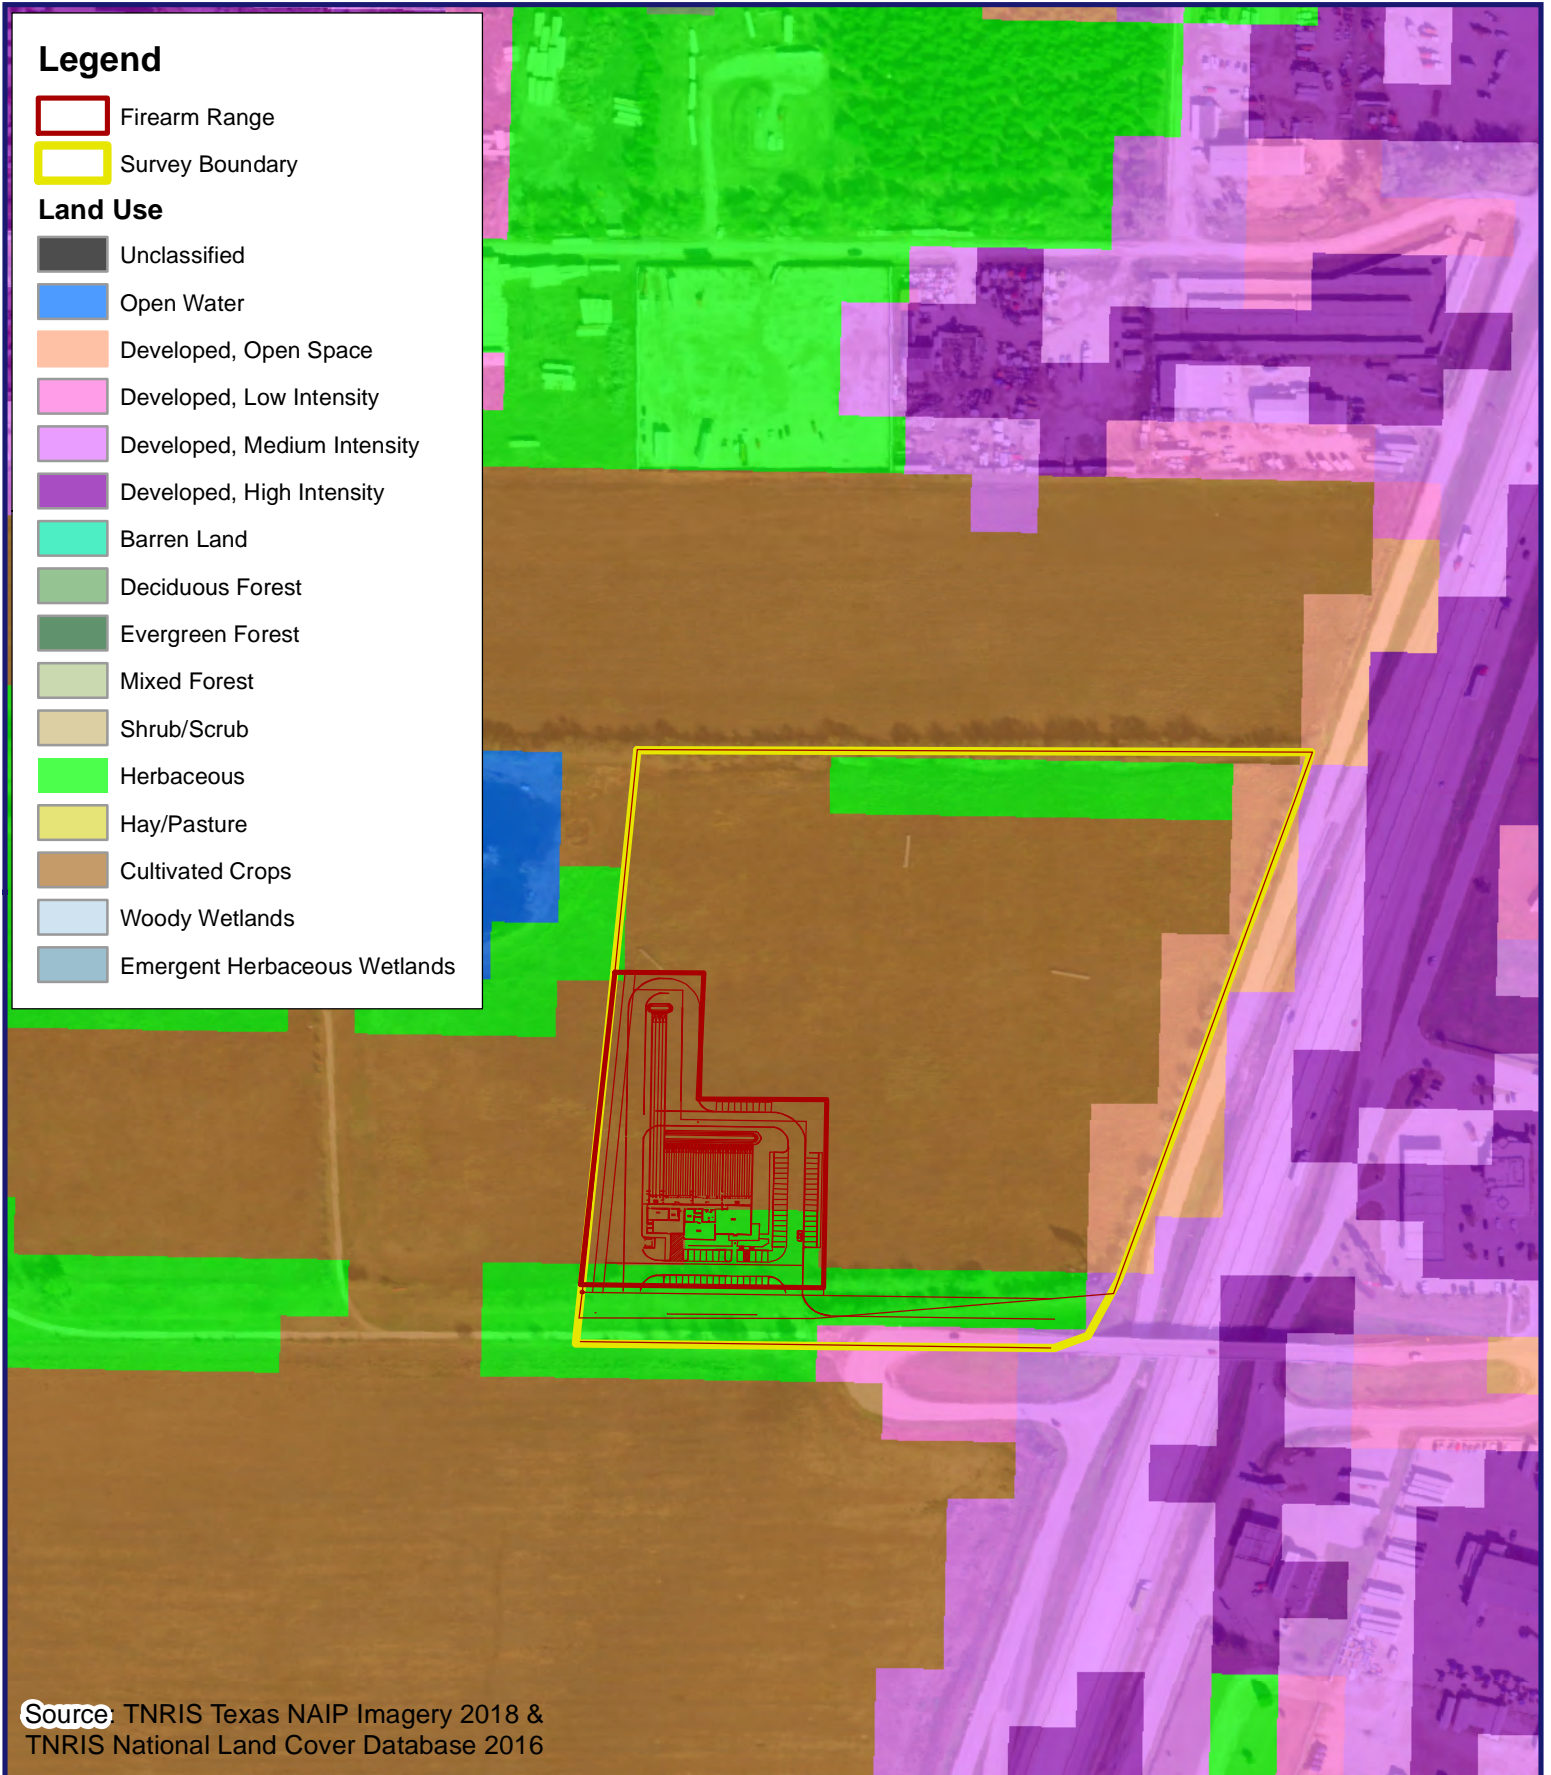 Legend
Firearm Range
Survey Boundary
Land Use
Unclassified
Open Water
Developed, Open Space
Developed, Low Intensity
Developed, Medium Intensity
Developed, High Intensity
Barren Land
Deciduous Forest
Evergreen Forest
Mixed Forest
Shrub/Scrub
Herbaceous
Hay/Pasture
Cultivated Crops
Woody Wetlands
Emergent Herbaceous Wetlands
Source: TNRIS Texas NAIP Imagery 2018 &
TNRIS National Land Cover Database 2016